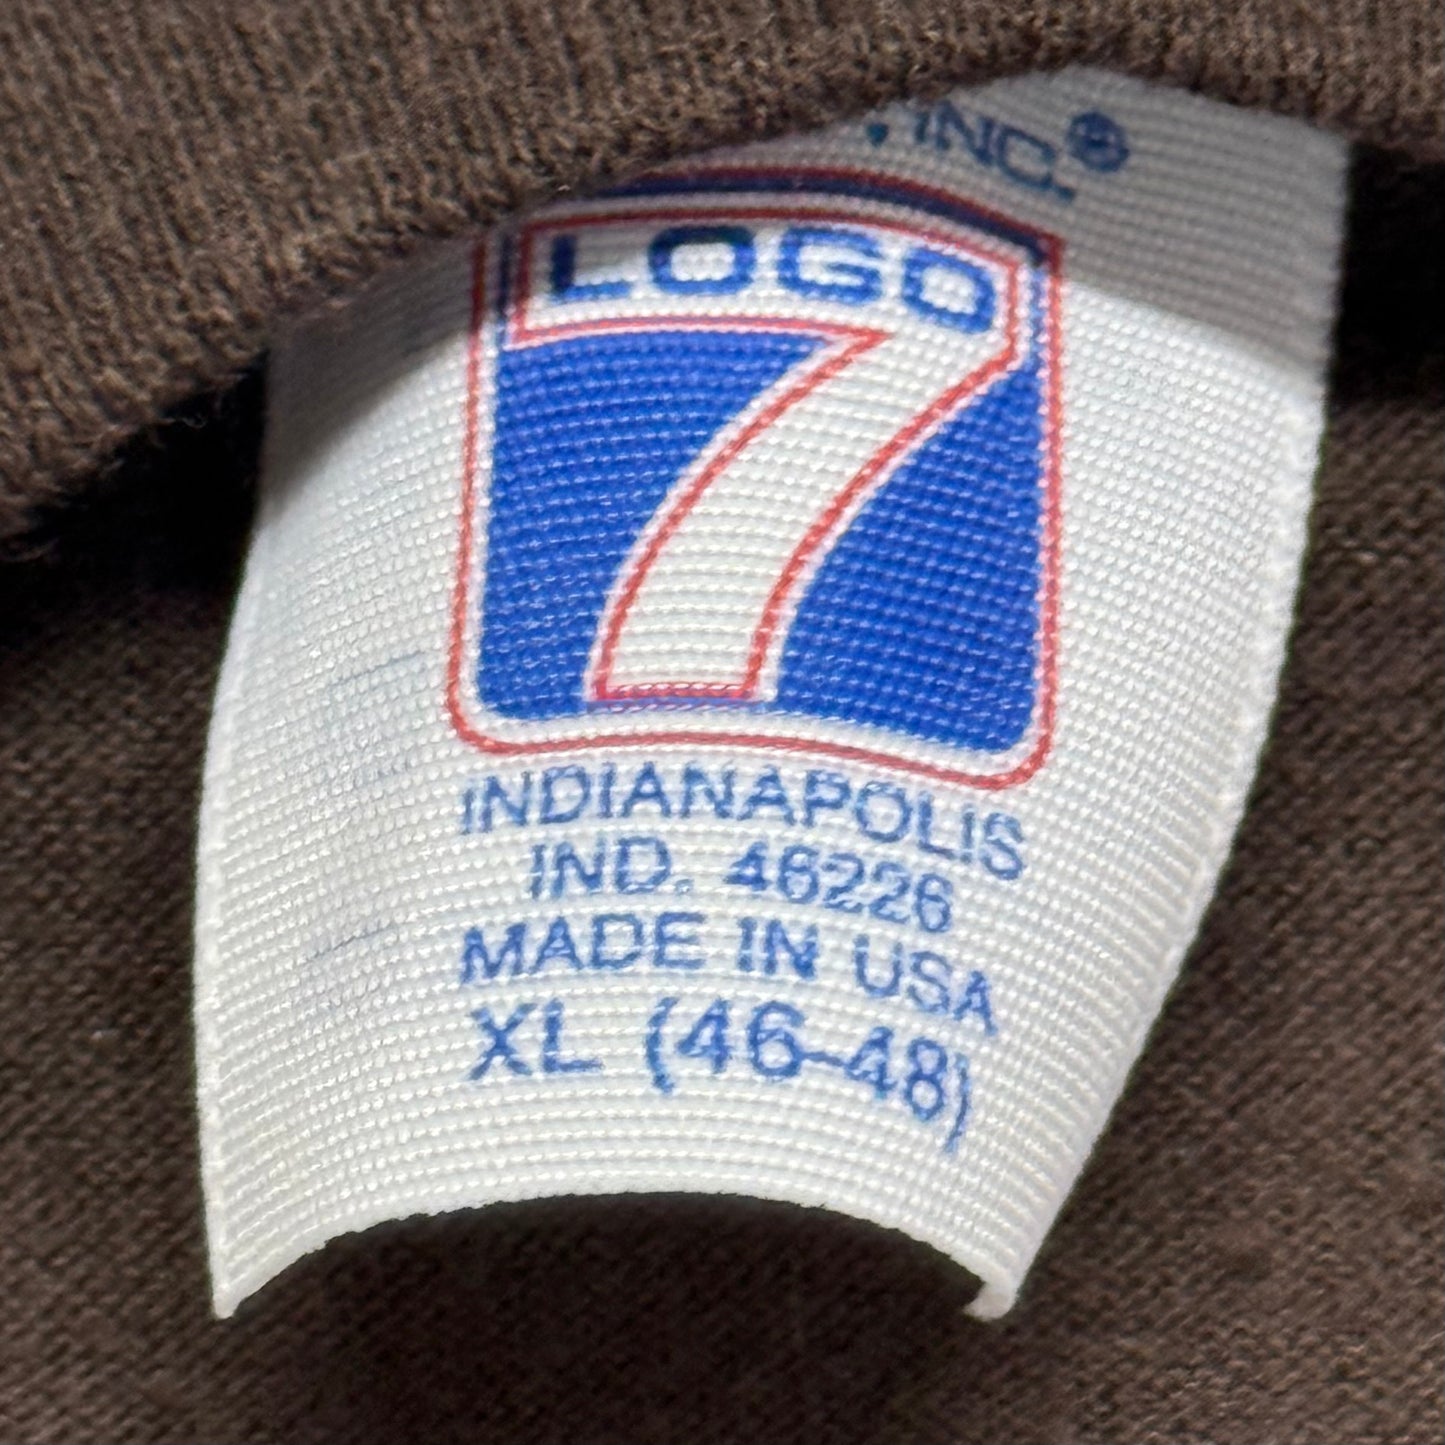 INC.®
LOGO
7
INDIANAPOLIS
IND. 46226
MADE IN USA
XL (46-48)